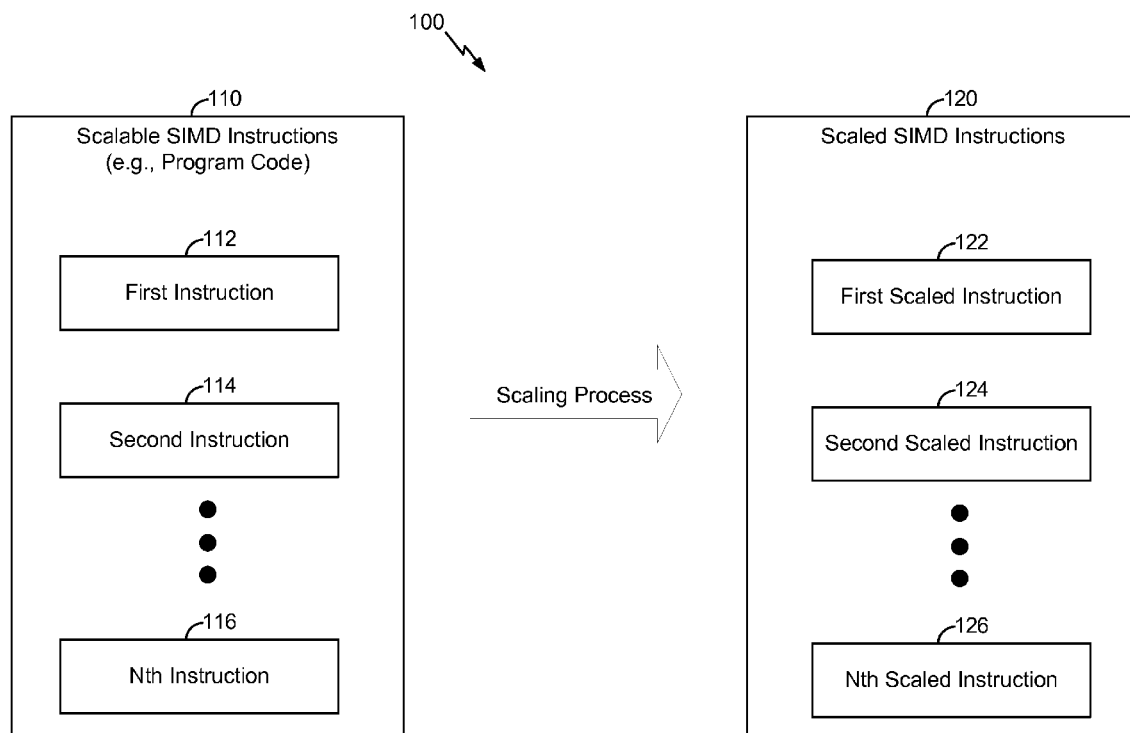 100
110
Scalable SIMD Instructions
(e.g., Program Code)
112
First Instruction
114
Second Instruction
116
Nth Instruction
Scaling Process
120
Scaled SIMD Instructions
122
First Scaled Instruction
124
Second Scaled Instruction
126
Nth Scaled Instruction